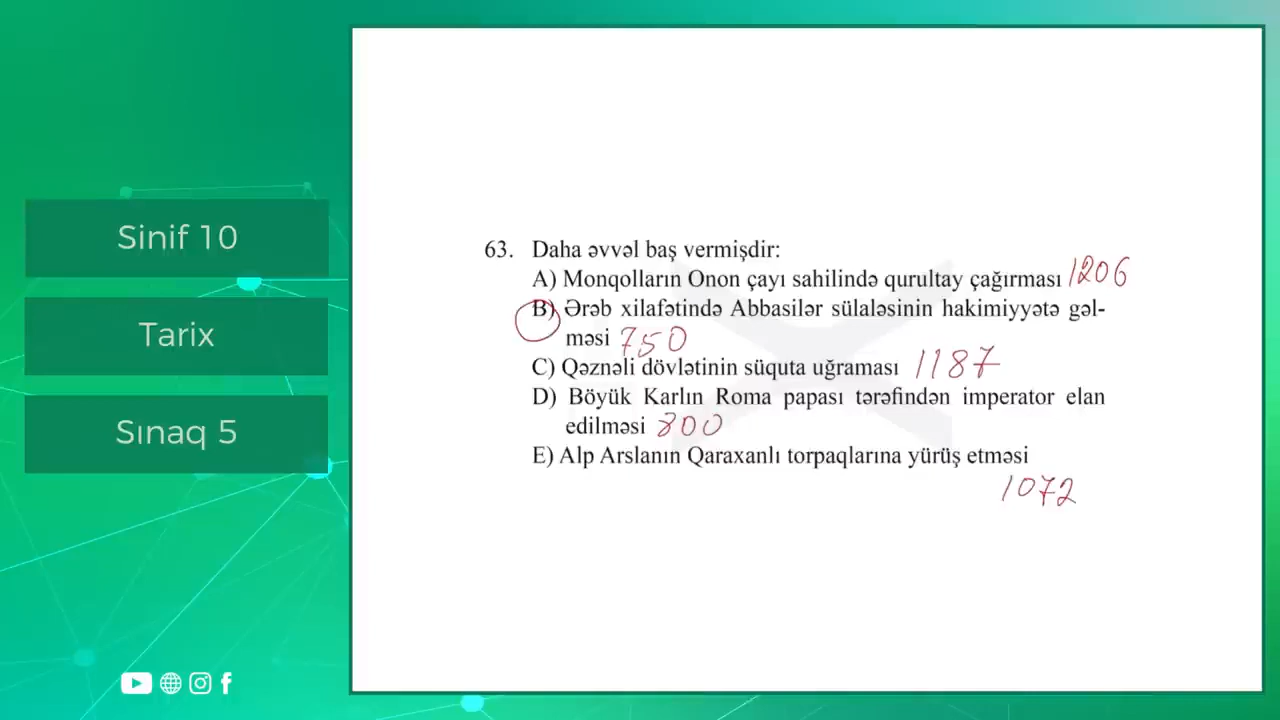 Sinif 10
Tarix
Sınaq 5
63. Daha əvvəl baş vermişdir:
A) Monqolların Onon çayı sahilində qurultay çağırması 1206
B) Ərəb xilafətində Abbasilər sülaləsinin hakimiyyətə gəl-
məsi 750
C) Qəznəli dövlətinin süquta uğraması 1187
D) Böyük Karlın Roma papası tərəfindən imperator elan
edilməsi 800
E) Alp Arslanın Qaraxanlı torpaqlarına yürüş etməsi
1072